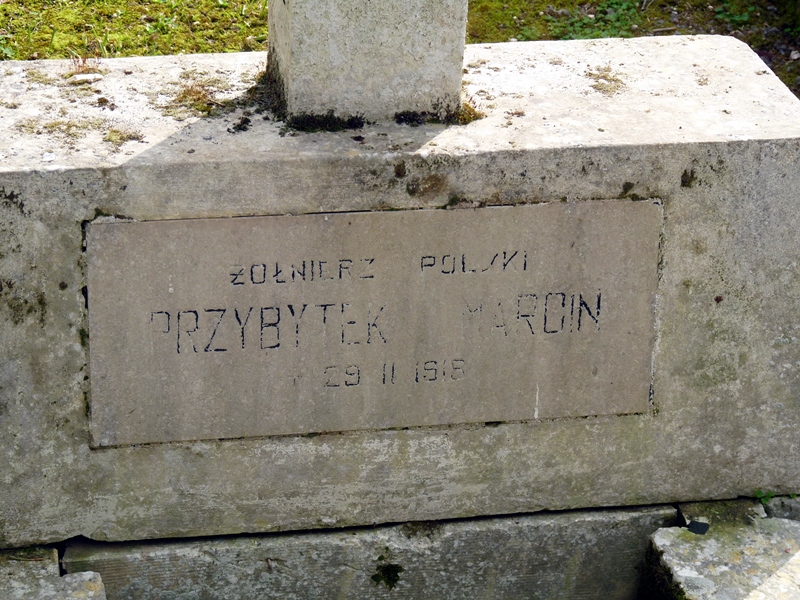 ŻOŁNIERZ POLSKI
PRZYBYTEK MARCIN
29 II 1918